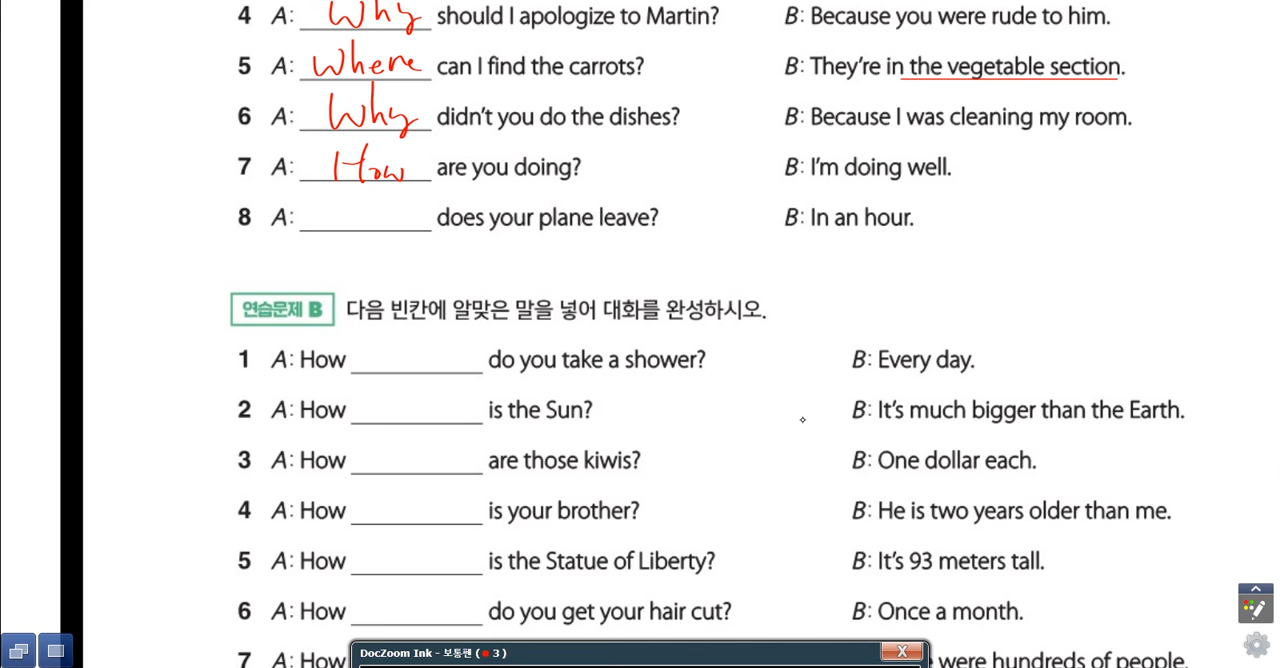 4 A: Why should I apologize to Martin? B: Because you were rude to him.
5 A: Where can I find the carrots? B: They're in the vegetable section.
6 A: Why didn't you do the dishes? B: Because I was cleaning my room.
7 A: How are you doing? B: I'm doing well.
8 A: ____________ does your plane leave? B: In an hour.
연습문제 B 다음 빈칸에 알맞은 말을 넣어 대화를 완성하시오.
1 A: How ____________ do you take a shower? B: Every day.
2 A: How ____________ is the Sun? B: It's much bigger than the Earth.
3 A: How ____________ are those kiwis? B: One dollar each.
4 A: How ____________ is your brother? B: He is two years older than me.
5 A: How ____________ is the Statue of Liberty? B: It's 93 meters tall.
6 A: How ____________ do you get your hair cut? B: Once a month.
7 A: How were hundreds of people.
DocZoom Ink - 보통펜 ( 3 ) X